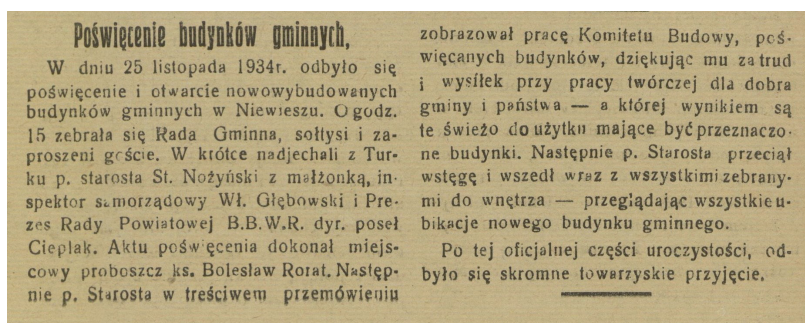 Poświęcenie budynków gminnych,
W dniu 25 listopada 1934r. odbyło się
poświęcenie i otwarcie nowowybudowanych
budynków gminnych w Niewieszu. O godz.
15 zebrała się Rada Gminna, sołtysi i za-
proszeni goście. W krótce nadjechali z Tur-
ku p. starosta St. Nożyński z małżonką, in-
spektor samorządowy Wł. Głębowski i Pre-
zes Rady Powiatowej B.B.W.R. dyr. poseł
Cieplak. Aktu poświęcenia dokonał miejs-
cowy proboszcz ks. Bolesław Rorat. Następ-
nie p. Starosta w treściwem przemówieniu
zobrazował pracę Komitetu Budowy, poś-
więcanych budynków, dziękując mu za trud
i wysiłek przy pracy twórczej dla dobra
gminy i państwa — a której wynikiem są
te świeżo do użytku mające być przeznaczo-
ne budynki. Następnie p. Starosta przeciął
wstęgę i wszedł wraz z wszystkimi zebrany-
mi do wnętrza — przeglądając wszystkie u-
bikacje nowego budynku gminnego.
Po tej oficjalnej części uroczystości, od-
było się skromne towarzyskie przyjęcie.